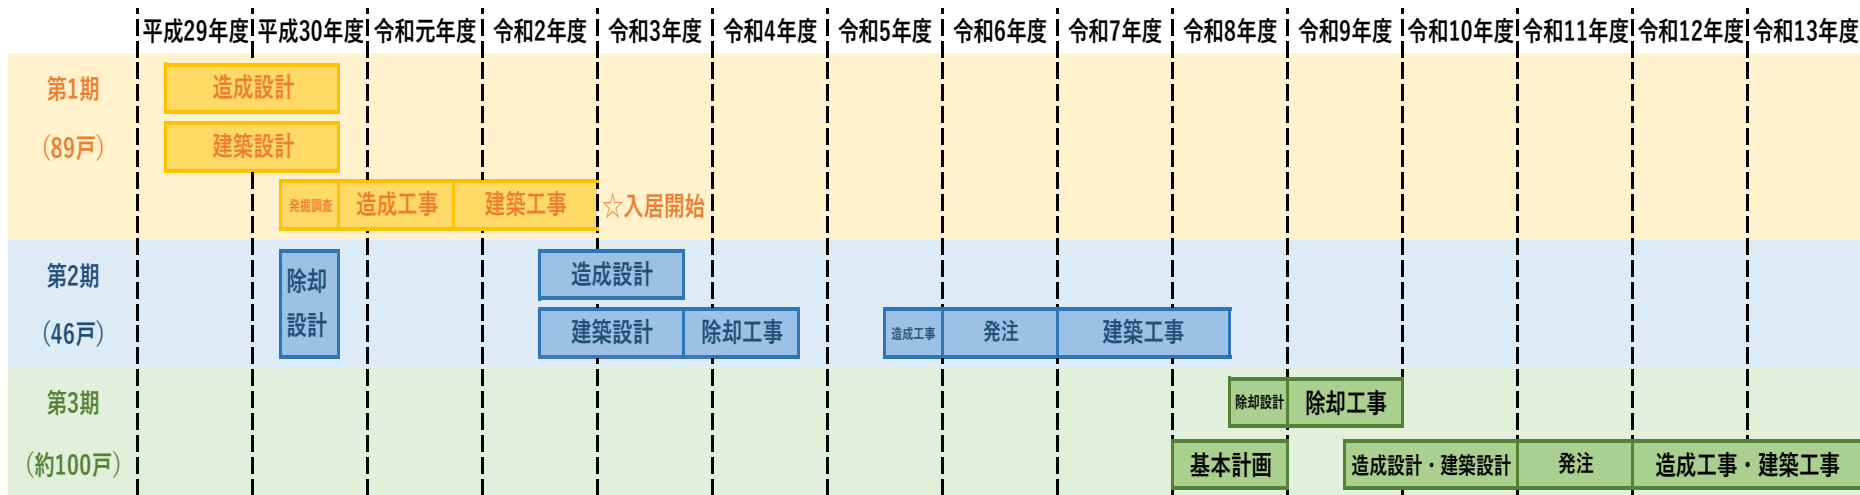 平成29年度 平成30年度 令和元年度 令和2年度 令和3年度 令和4年度 令和5年度 令和6年度 令和7年度 令和8年度 令和9年度 令和10年度 令和11年度 令和12年度 令和13年度
第1期 造成設計
（89戸） 建築設計
発掘調査 造成工事 建築工事 ☆入居開始
第2期 除却 造成設計
（46戸） 設計 建築設計 除却工事 造成工事 発注 建築工事
第3期 除却設計 除却工事
（約100戸） 基本計画 造成設計・建築設計 発注 造成工事・建築工事